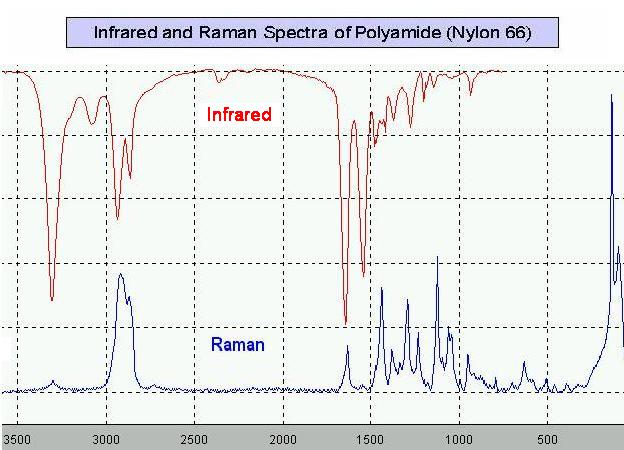 Infrared and Raman Spectra of Polyamide (Nylon 66)
Infrared
Raman
3500 3000 2500 2000 1500 1000 500